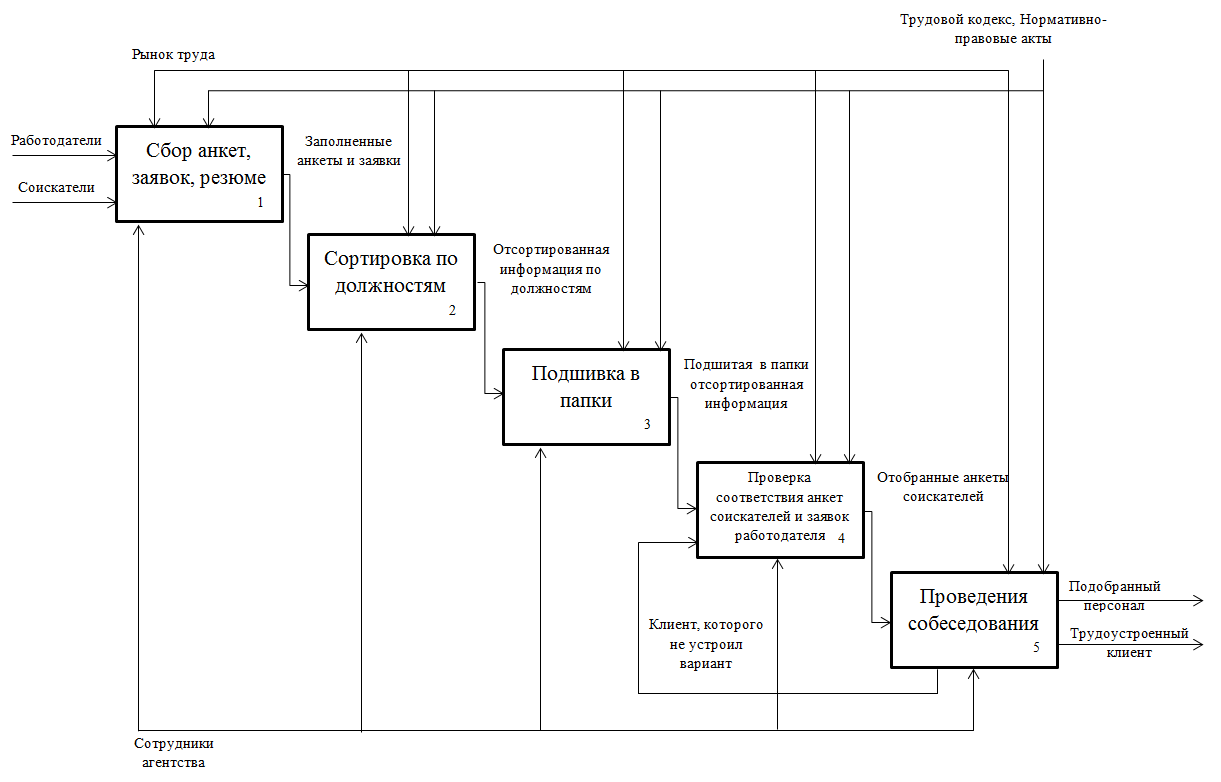 Трудовой кодекс, Нормативно-
правовые акты
Рынок труда
Работодатели
Соискатели
Сбор анкет,
заявок, резюме
1
Заполненные
анкеты и заявки
Сортировка по
должностям
2
Отсортированная
информация по
должностям
Подшивка в
папки
3
Подшитая в папки
отсортированная
информация
Проверка
соответствия анкет
соискателей и заявок
работодателя 4
Отобранные анкеты
соискателей
Проведения
собеседования
5
Подобранный
персонал
Трудоустроенный
клиент
Клиент, которого
не устроил
вариант
Сотрудники
агентства